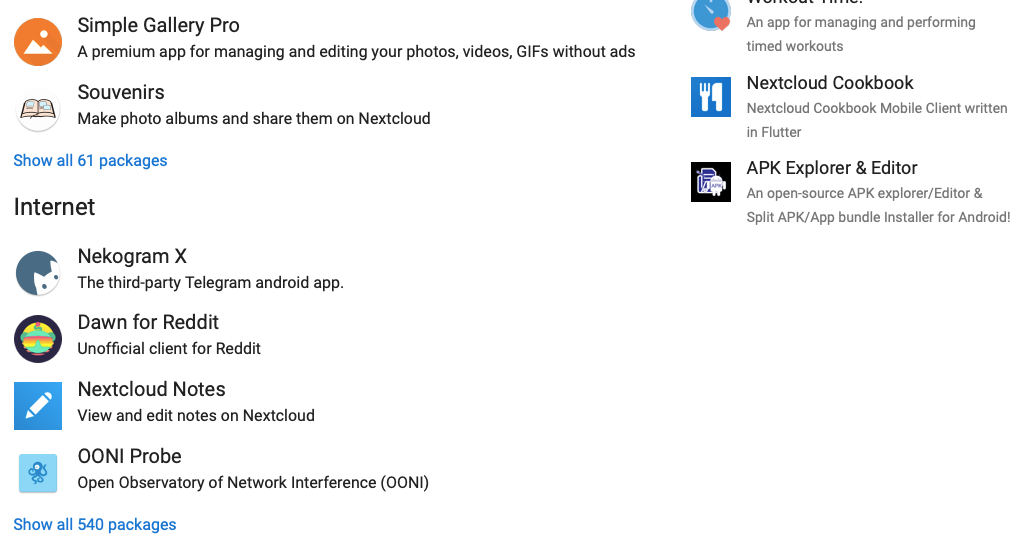 Simple Gallery Pro
A premium app for managing and editing your photos, videos, GIFs without ads
Souvenirs
Make photo albums and share them on Nextcloud
Show all 61 packages
Internet
Nekogram X
The third-party Telegram android app.
Dawn for Reddit
Unofficial client for Reddit
Nextcloud Notes
View and edit notes on Nextcloud
OONI Probe
Open Observatory of Network Interference (OONI)
Show all 540 packages
Workout Time!
An app for managing and performing
timed workouts
Nextcloud Cookbook
Nextcloud Cookbook Mobile Client written
in Flutter
APK Explorer & Editor
An open-source APK explorer/Editor &
Split APK/App bundle Installer for Android!